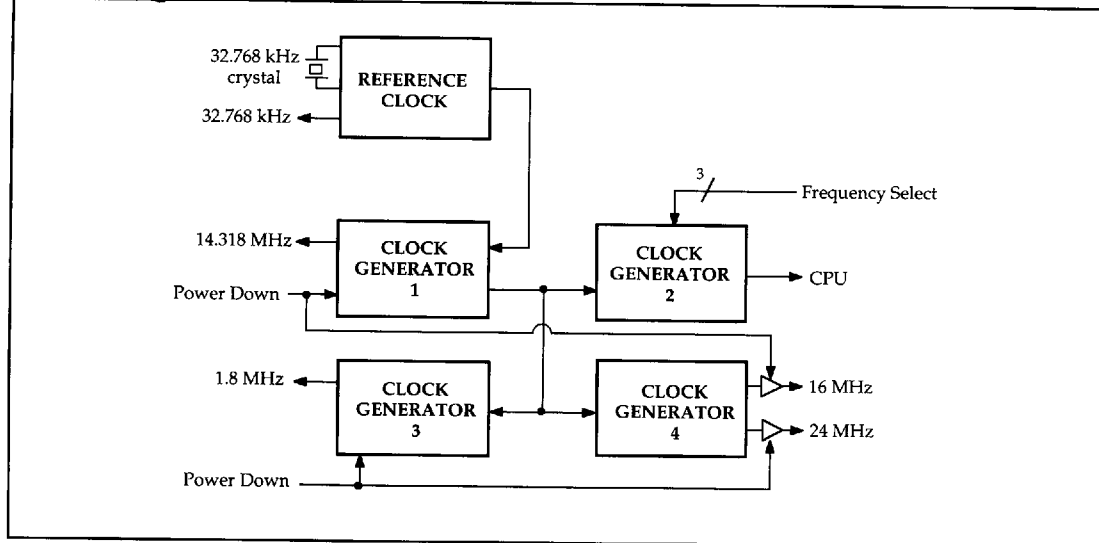 32.768 kHz
crystal
REFERENCE
CLOCK
32.768 kHz
3
Frequency Select
14.318 MHz
CLOCK
GENERATOR
1
CLOCK
GENERATOR
2
CPU
Power Down
1.8 MHz
CLOCK
GENERATOR
3
CLOCK
GENERATOR
4
16 MHz
24 MHz
Power Down